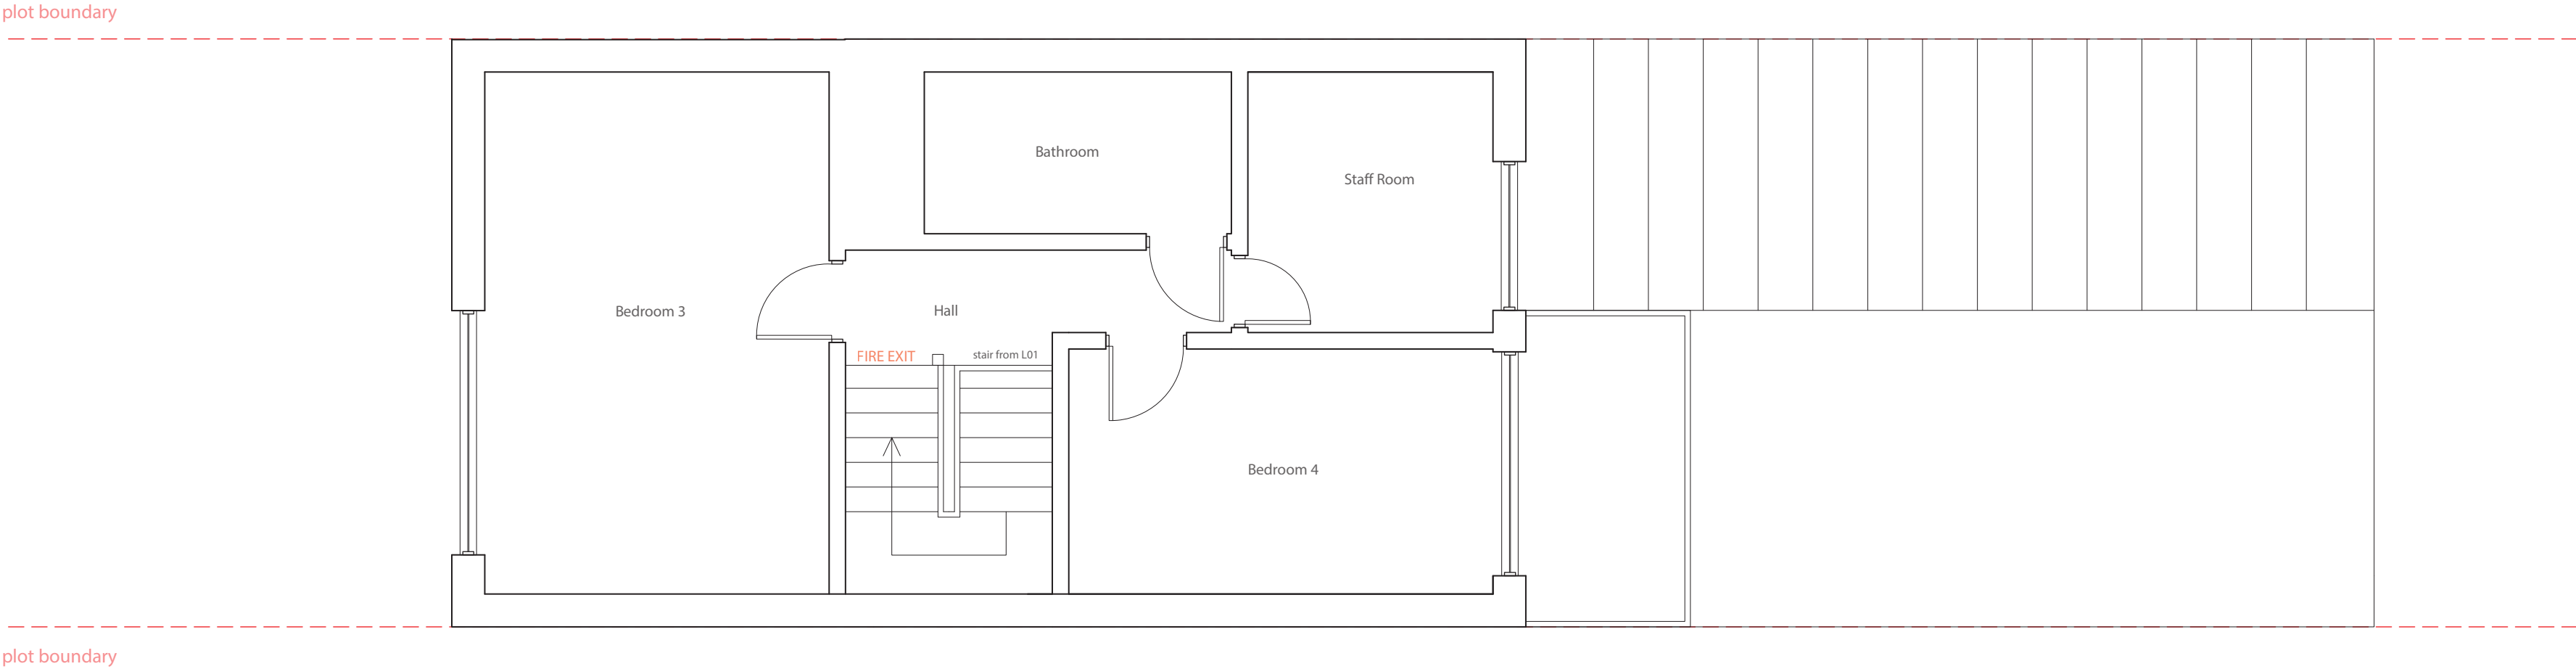 plot boundary
Bathroom
Staff Room
Bedroom 3
Hall
FIRE EXIT
stair from L01
Bedroom 4
plot boundary